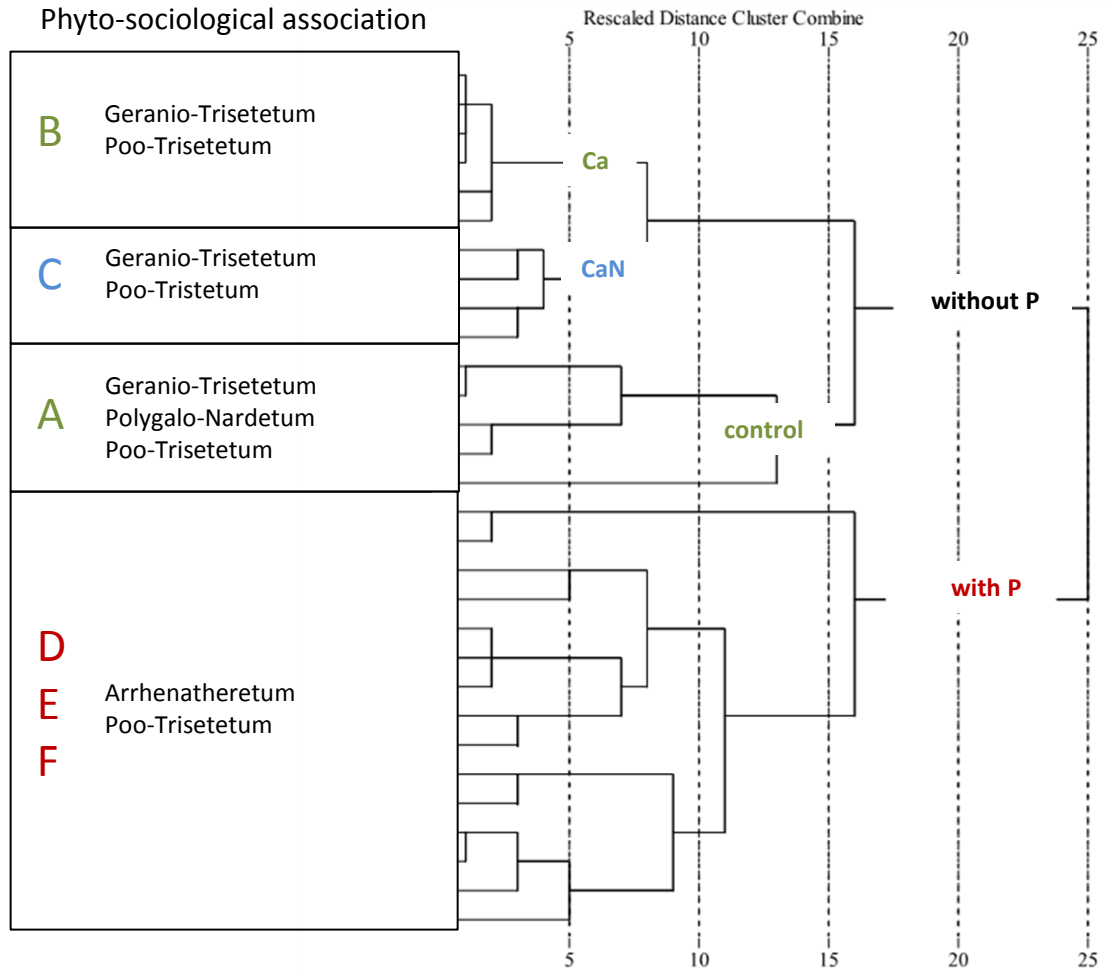 Phyto-sociological association
Rescaled Distance Cluster Combine
5 10 15 20 25
B
Geranio-Trisetetum
Poo-Trisetetum
Ca
C
Geranio-Trisetetum
Poo-Tristetum
CaN
without P
A
Geranio-Trisetetum
Polygalo-Nardetum
Poo-Trisetetum
control
with P
D
E
F
Arrhenatheretum
Poo-Trisetetum
5 10 15 20 25